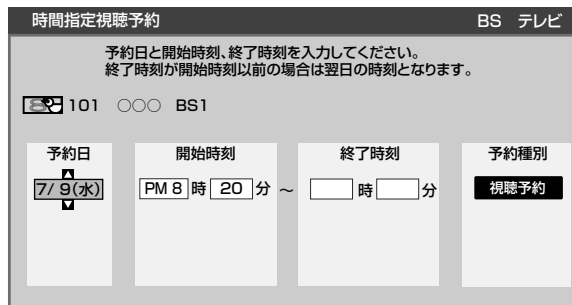 時間指定視聴予約 BS テレビ
予約日と開始時刻、終了時刻を入力してください。
終了時刻が開始時刻以前の場合は翌日の時刻となります。
101 ○○○ BS1
予約日 開始時刻 終了時刻 予約種別
7/ 9(水) PM 8 時 20 分 ～ 時 分 視聴予約